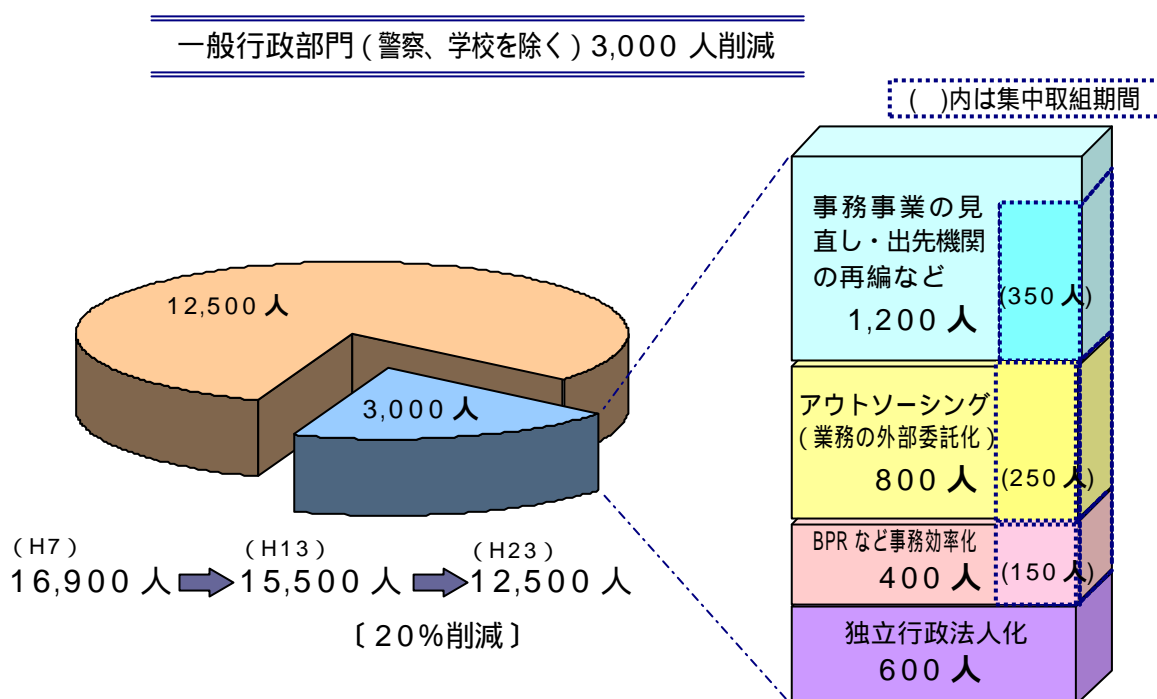 一般行政部門(警察、学校を除く)3,000 人削減
( )内は集中取組期間
12,500 人
3,000 人
事務事業の見
直し・出先機関
の再編など
1,200 人
(350 人)
アウトソーシング
(業務の外部委託化)
800 人
(250 人)
BPR など事務効率化
400 人
(150 人)
独立行政法人化
600 人
(H7) (H13) (H23)
16,900 人 15,500 人 12,500 人
〔20%削減〕